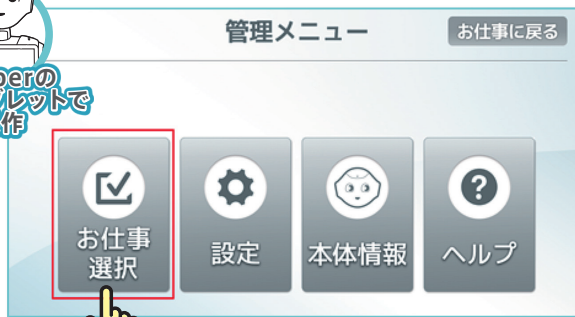 管理メニュー
お仕事に戻る
perの
ブレットで
作
お仕事
選択
設定
本体情報
ヘルプ